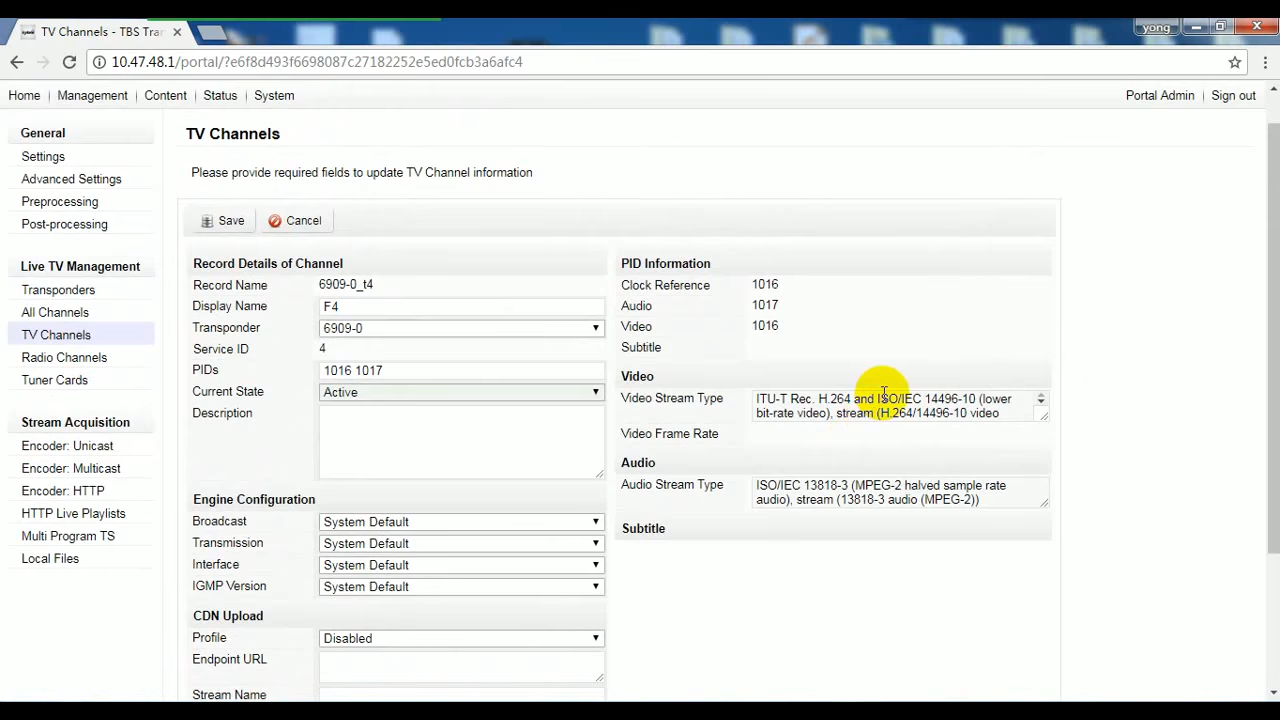 TV Channels - TBS Tra
yong
10.47.48.1/portal/?e6f8d493f6698087c27182252e5ed0fcb3a6afc4
Home | Management | Content | Status | System
Portal Admin | Sign out
General
Settings
Advanced Settings
Preprocessing
Post-processing
Live TV Management
Transponders
All Channels
TV Channels
Radio Channels
Tuner Cards
Stream Acquisition
Encoder: Unicast
Encoder: Multicast
Encoder: HTTP
HTTP Live Playlists
Multi Program TS
Local Files
TV Channels
Please provide required fields to update TV Channel information
Save Cancel
Record Details of Channel
Record Name 6909-0_t4
Display Name F4
Transponder 6909-0
Service ID 4
PIDs 1016 1017
Current State Active
Description
Engine Configuration
Broadcast System Default
Transmission System Default
Interface System Default
IGMP Version System Default
CDN Upload
Profile Disabled
Endpoint URL
Stream Name
PID Information
Clock Reference 1016
Audio 1017
Video 1016
Subtitle
Video
Video Stream Type ITU-T Rec. H.264 and ISO/IEC 14496-10 (lower
bit-rate video), stream (H.264/14496-10 video
Video Frame Rate
Audio
Audio Stream Type ISO/IEC 13818-3 (MPEG-2 halved sample rate
audio), stream (13818-3 audio (MPEG-2))
Subtitle